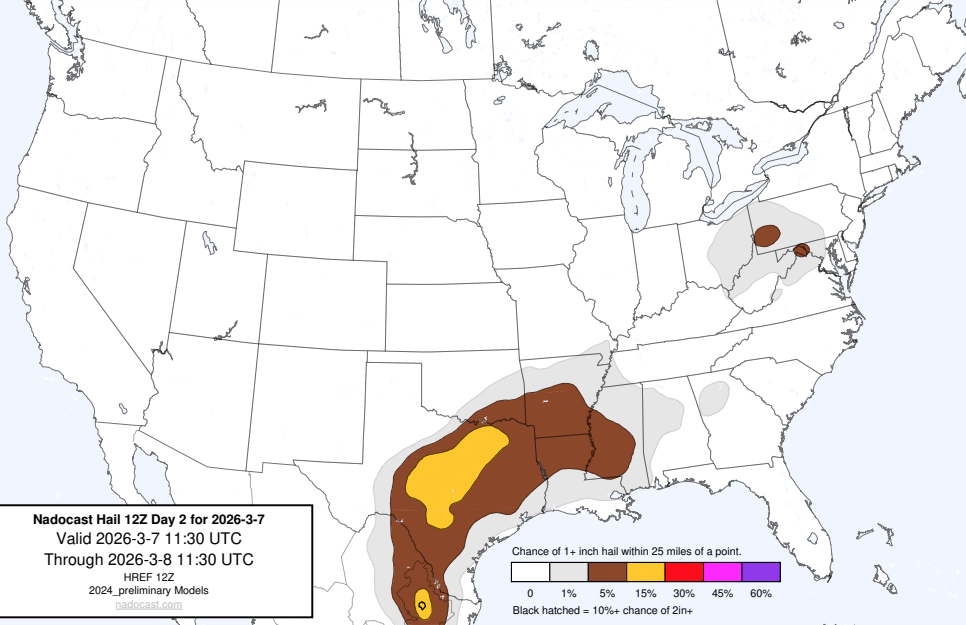 Nadocast Hail 12Z Day 2 for 2026-3-7
Valid 2026-3-7 11:30 UTC
Through 2026-3-8 11:30 UTC
HREF 12Z
2024_preliminary Models
nadocast.com
Chance of 1+ inch hail within 25 miles of a point.
0 1% 5% 15% 30% 45% 60%
Black hatched = 10%+ chance of 2in+